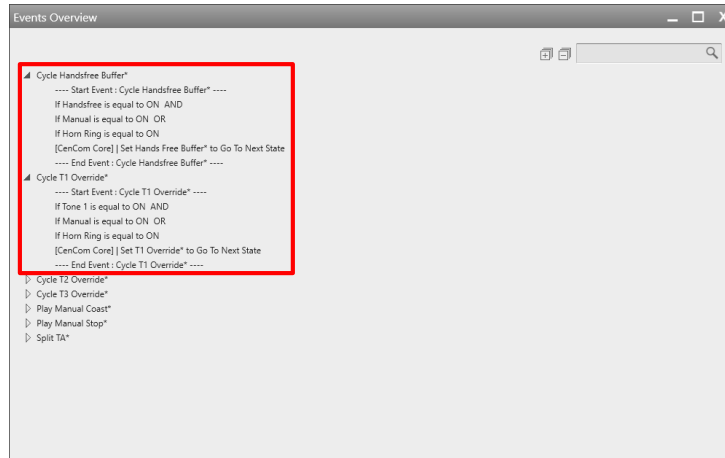 Events Overview
Cycle Handsfree Buffer*
---- Start Event : Cycle Handsfree Buffer* ----
If Handsfree is equal to ON AND
If Manual is equal to ON OR
If Horn Ring is equal to ON
[CenCom Core] | Set Hands Free Buffer* to Go To Next State
---- End Event : Cycle Handsfree Buffer* ----
Cycle T1 Override*
---- Start Event : Cycle T1 Override* ----
If Tone 1 is equal to ON AND
If Manual is equal to ON OR
If Horn Ring is equal to ON
[CenCom Core] | Set T1 Override* to Go To Next State
---- End Event : Cycle T1 Override* ----
Cycle T2 Override*
Cycle T3 Override*
Play Manual Coast*
Play Manual Stop*
Split TA*